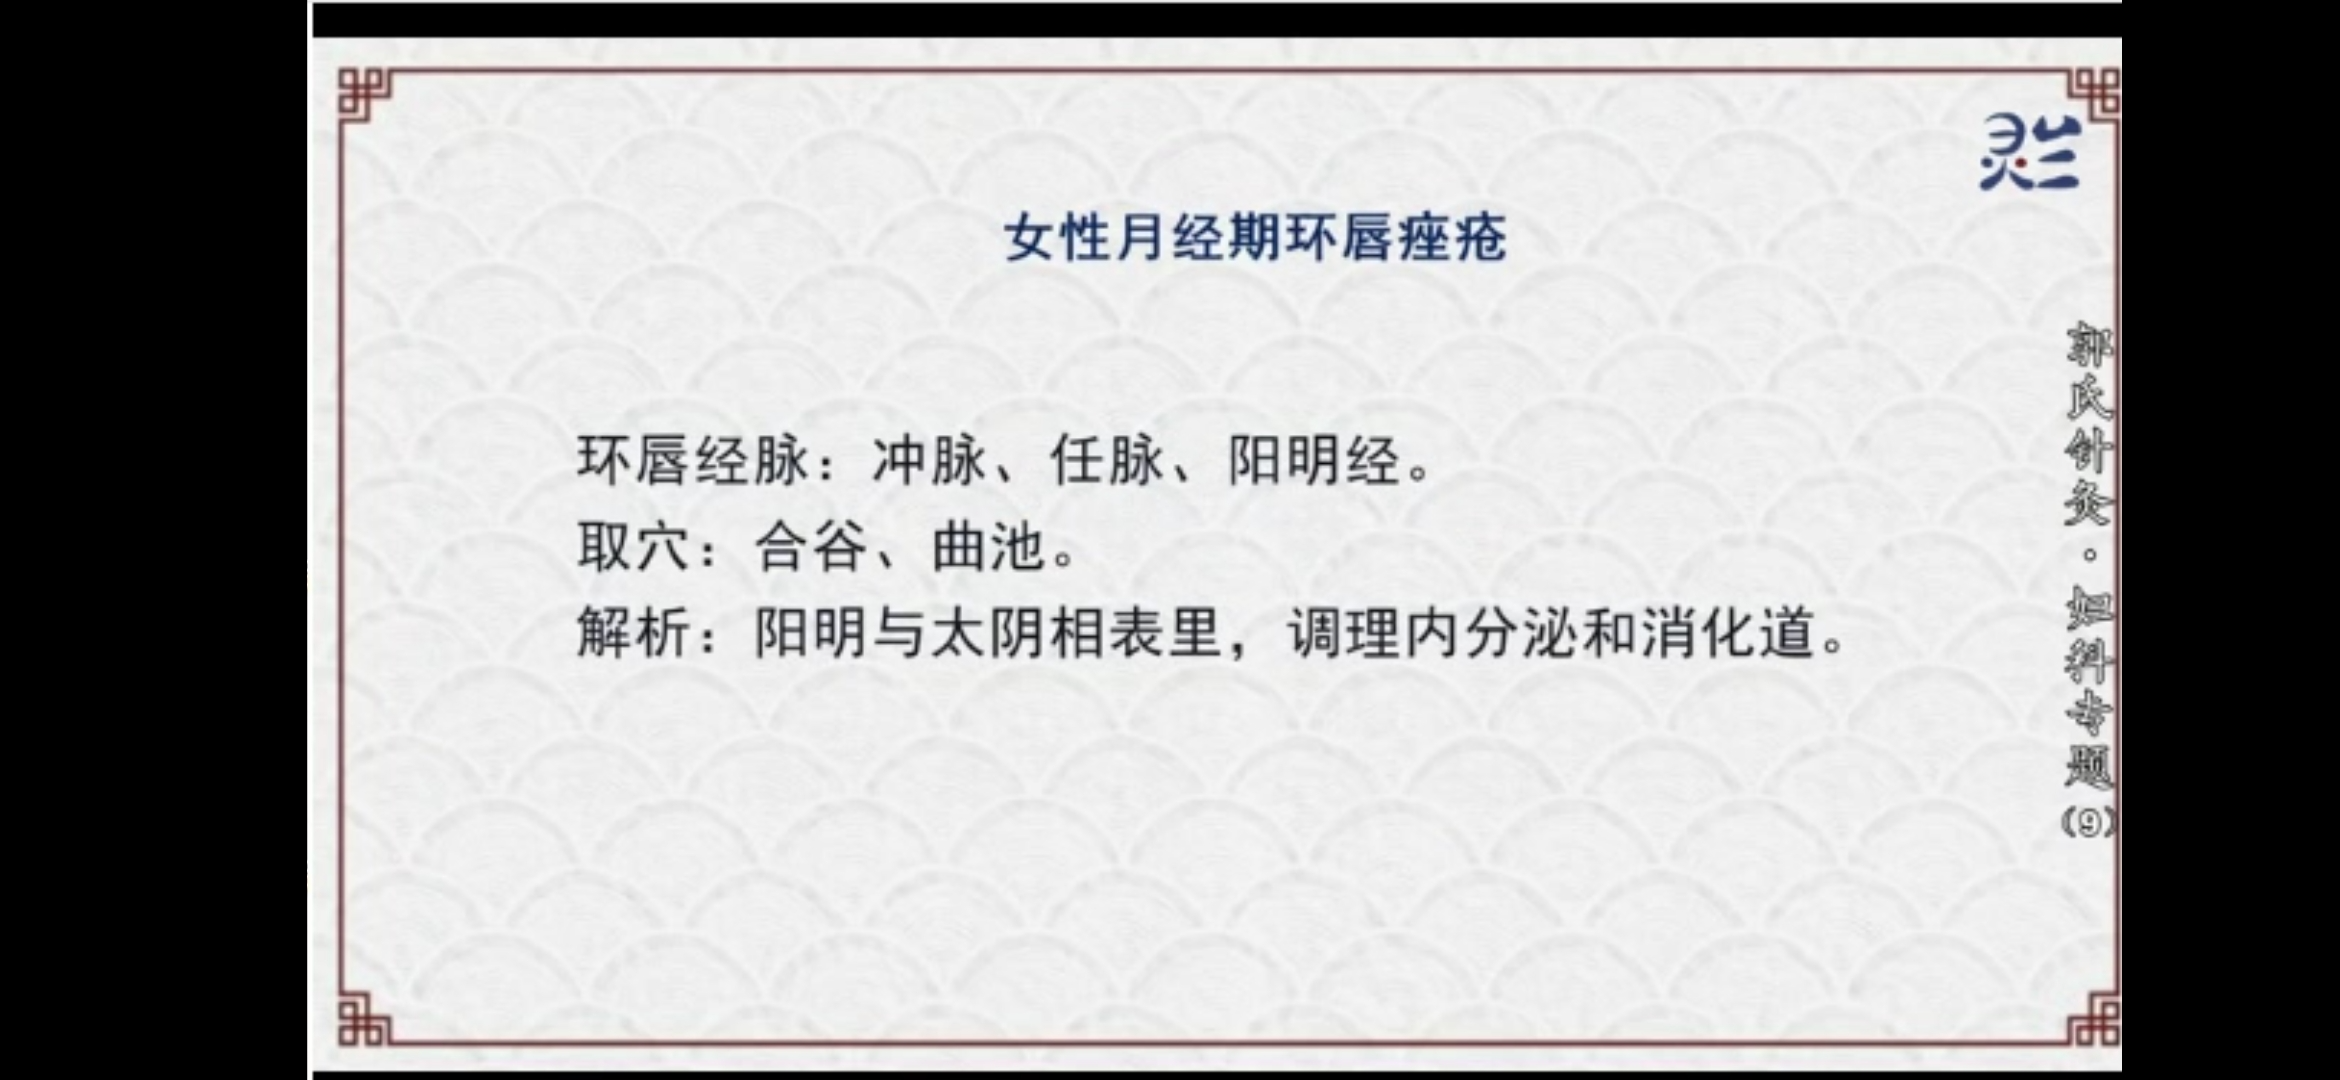 灵兰
女性月经期环唇痤疮
环唇经脉：冲脉、任脉、阳明经。
取穴：合谷、曲池。
解析：阳明与太阴相表里，调理内分泌和消化道。
郭氏针灸·妇科专题(9)